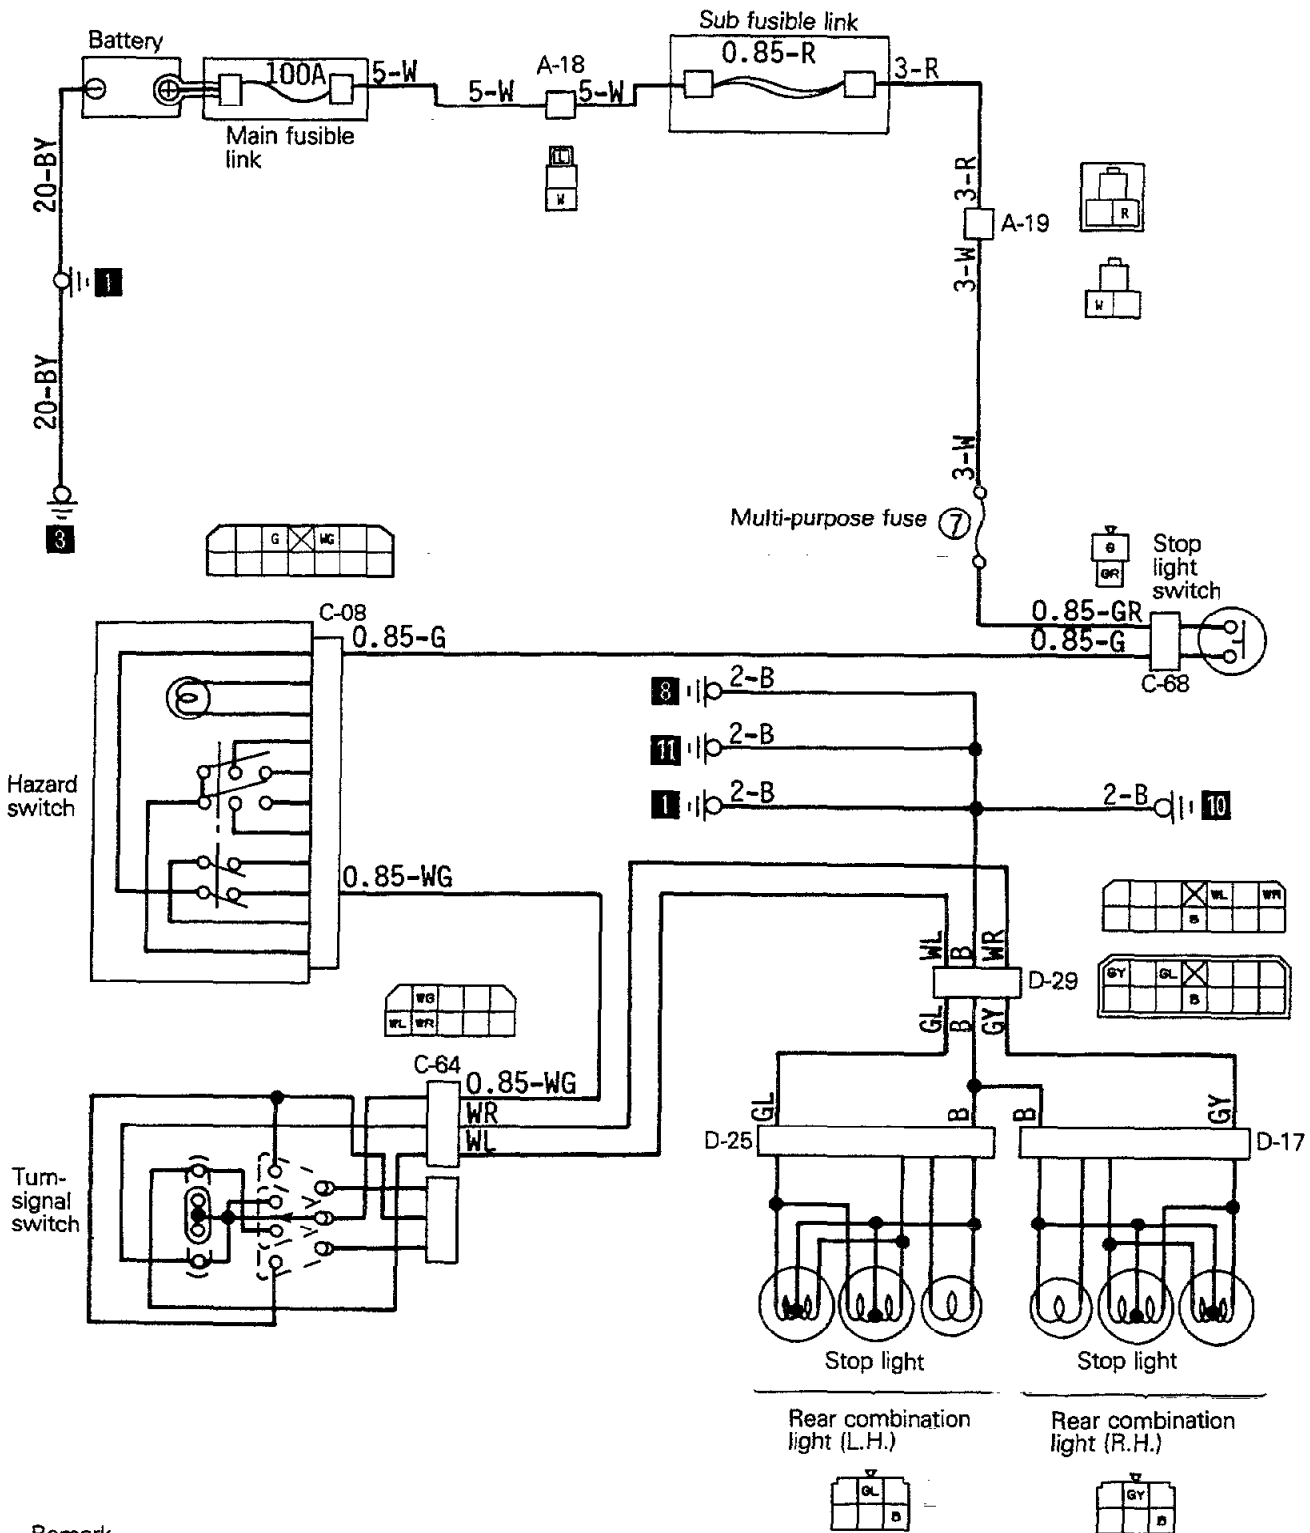 Sub fusible link
Battery
0.85-R
100A
5-W
A-18
5-W
5-W
3-R
Main fusible
link
L
W
20-BY
3-R
R
A-19
3-W
W
1
20-BY
3-W
Multi-purpose fuse
7
3
G
WG
G
GR
Stop
light
switch
C-08
0.85-G
0.85-GR
0.85-G
C-68
8
2-B
11
2-B
1
2-B
2-B
10
Hazard
switch
0.85-WG
WL
WR
B
WL
B
WR
D-29
GY
GL
B
GL
B
GY
WG
WL
WR
C-64
0.85-WG
WR
WL
GL
B
B
GY
D-25
D-17
Turn-
signal
switch
Stop light
Stop light
Rear combination
light (L.H.)
Rear combination
light (R.H.)
GL
B
GY
B
Remark